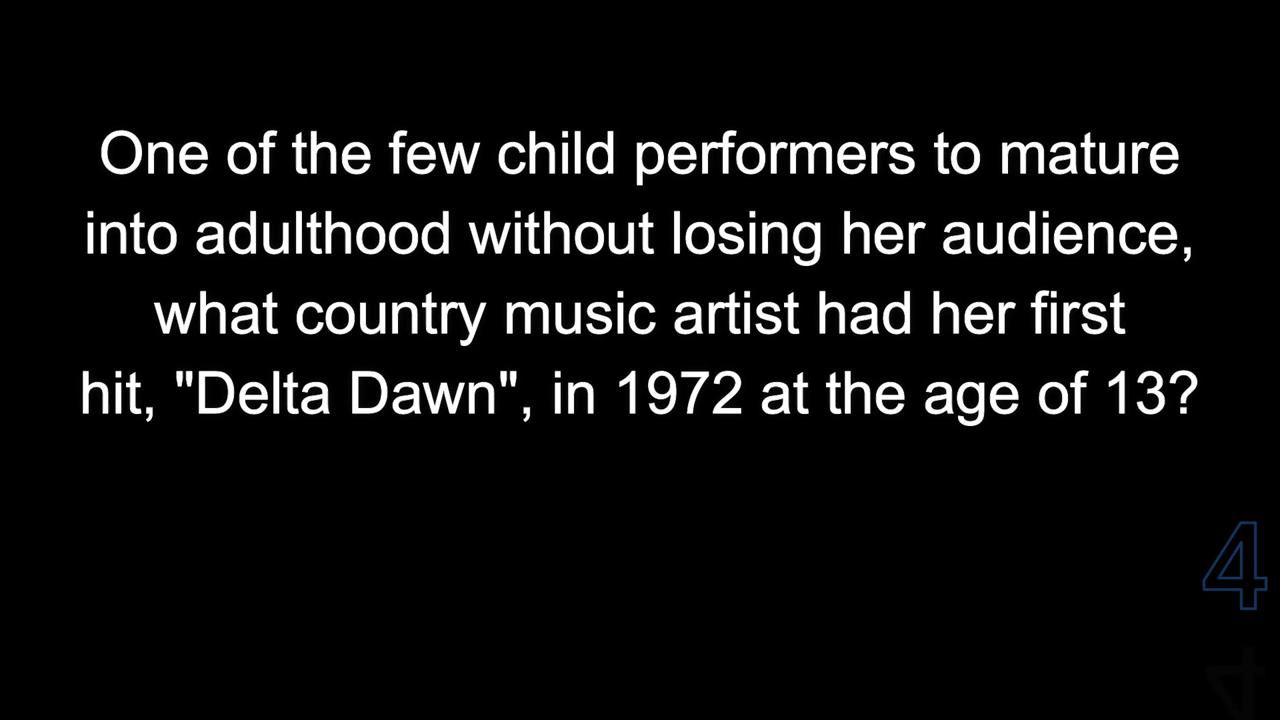 One of the few child performers to mature
into adulthood without losing her audience,
what country music artist had her first
hit, "Delta Dawn", in 1972 at the age of 13?
4